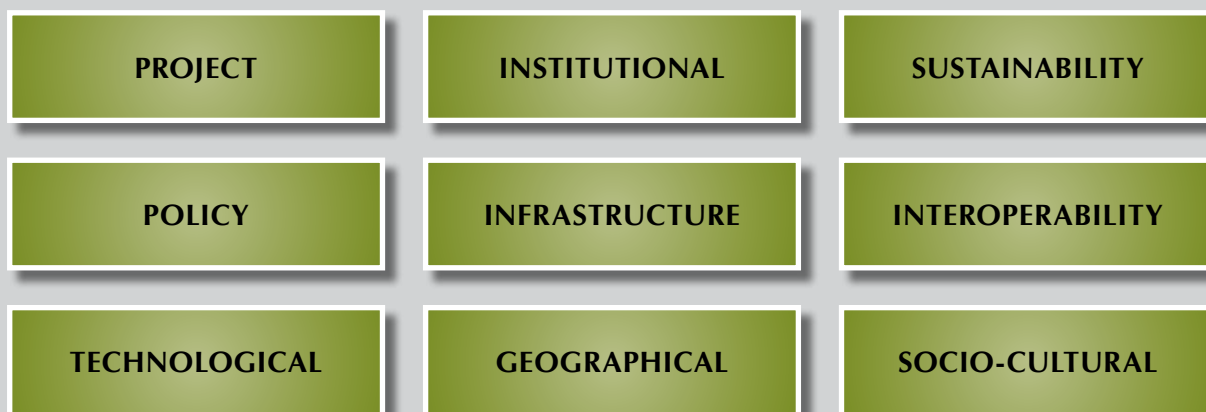 PROJECT
INSTITUTIONAL
SUSTAINABILITY
POLICY
INFRASTRUCTURE
INTEROPERABILITY
TECHNOLOGICAL
GEOGRAPHICAL
SOCIO-CULTURAL